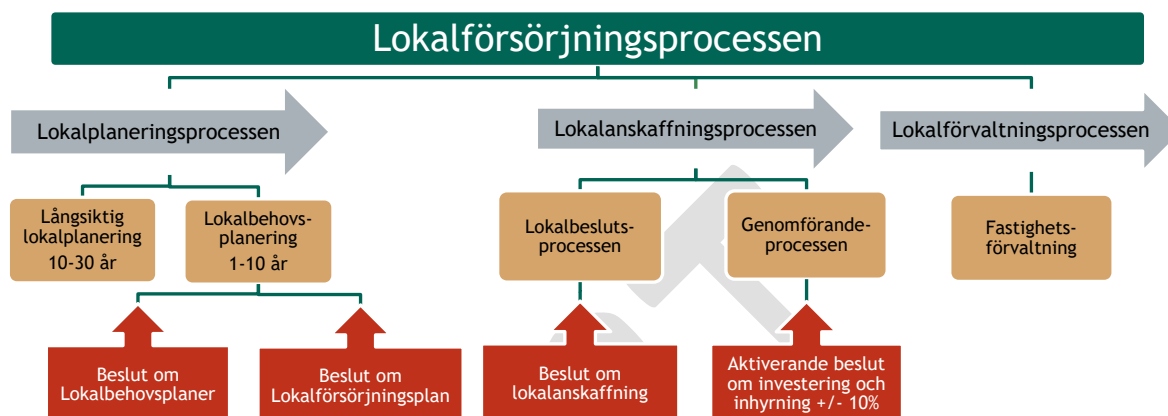 Lokalförsörjningsprocessen
Lokalplaneringsprocessen
Lokalanskaffningsprocessen
Lokalförvaltningsprocessen
Långsiktig
lokalplanering
10-30 år
Lokalbehovs-
planering
1-10 år
Lokalbesluts-
processen
Genomförande-
processen
Fastighets-
förvaltning
Beslut om
Lokalbehovsplaner
Beslut om
Lokalförsörjningsplan
Beslut om
lokalanskaffning
Aktiverande beslut
om investering och
inhyrning +/- 10%